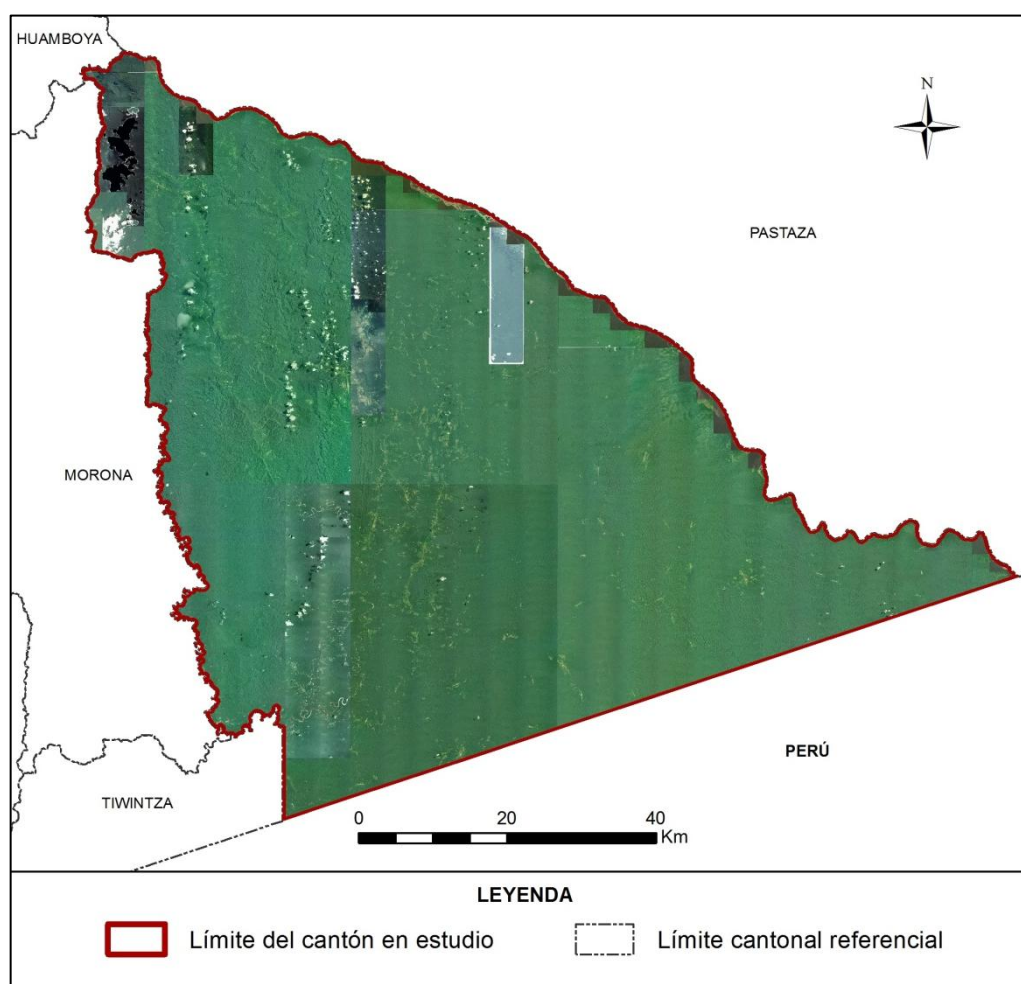 HUAMBOYA
N
PASTAZA
MORONA
PERÚ
TIWINTZA
0 20 40
Km
LEYENDA
Límite del cantón en estudio
Límite cantonal referencial